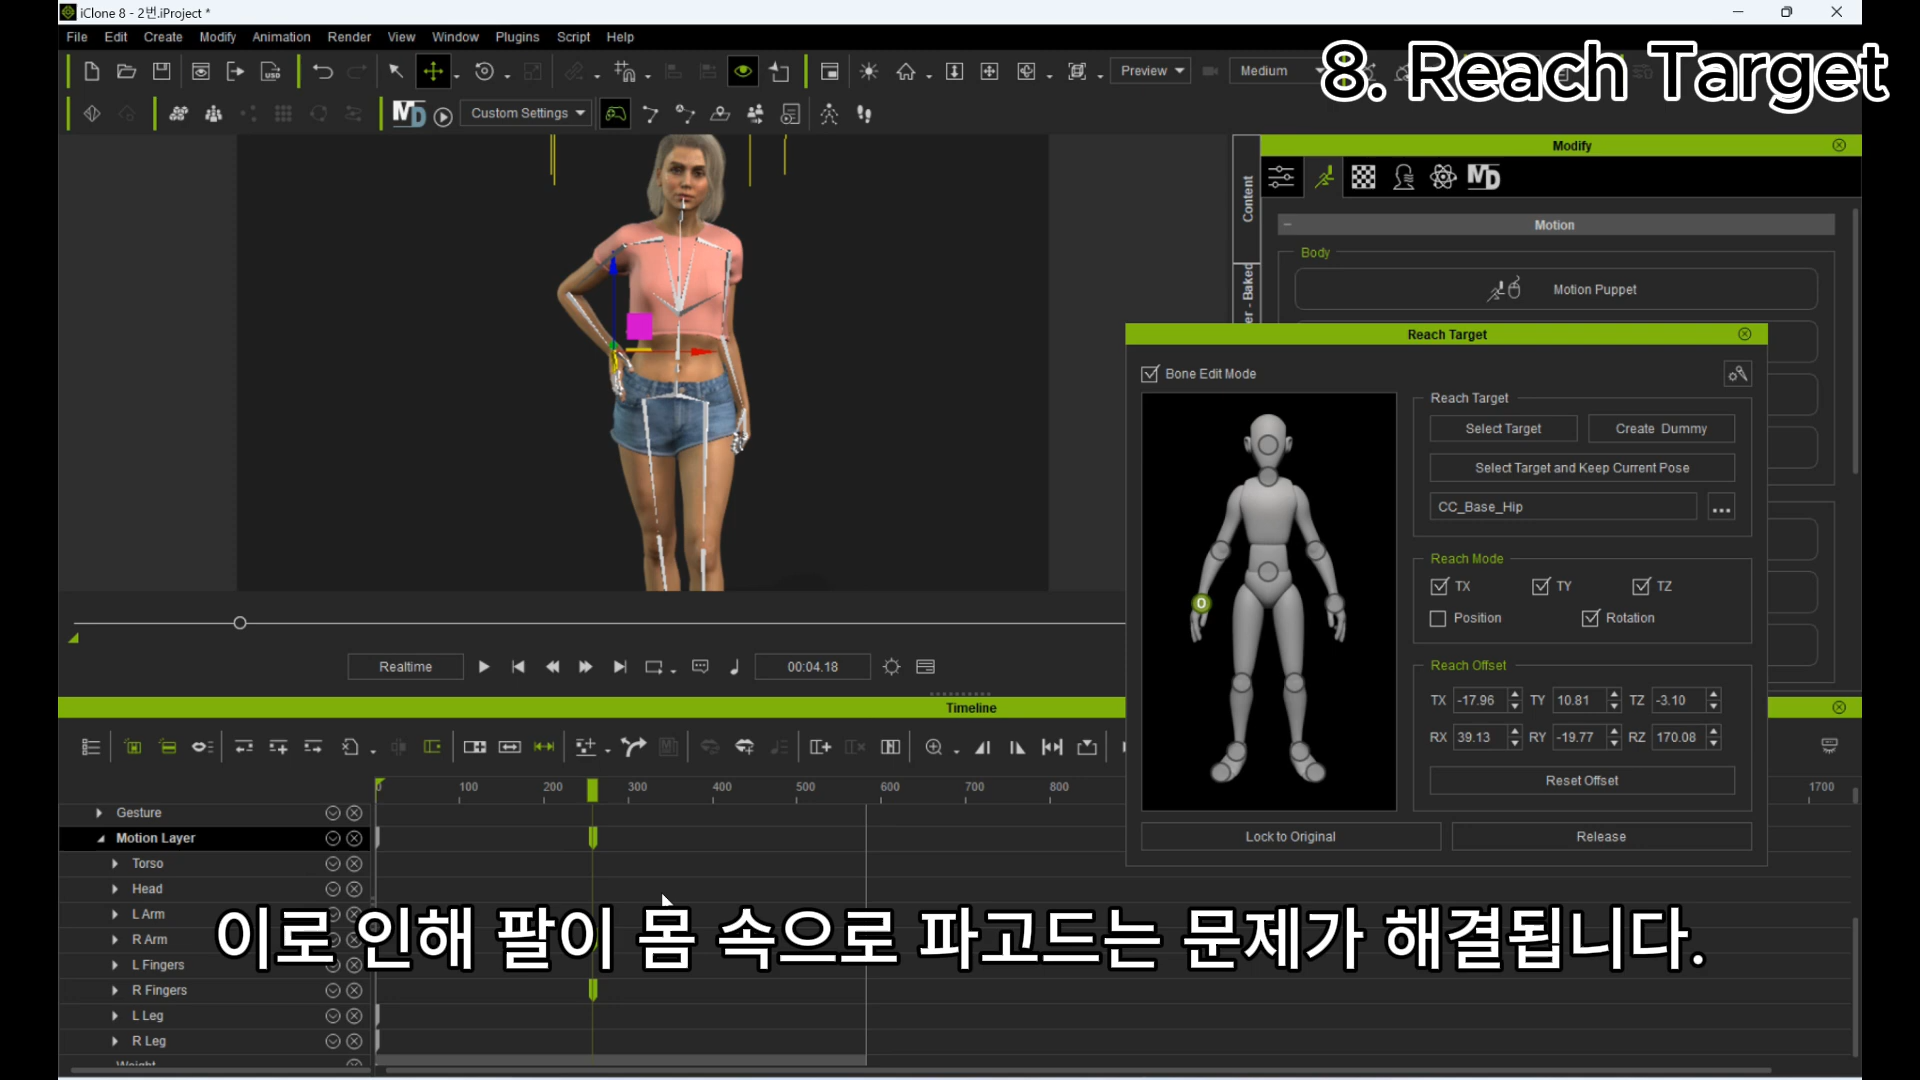 iClone 8 - 2번.iProject *
File Edit Create Modify Animation Render View Window Plugins Script Help
8. Reach Target
Preview
Medium
Custom Settings
Content
Modify
Motion
Body
Motion Puppet
er - Baked
Reach Target
Bone Edit Mode
Reach Target
Select Target Create Dummy
Select Target and Keep Current Pose
CC_Base_Hip
Reach Mode
TX TY TZ
Position Rotation
Reach Offset
TX -17.96 TY 10.81 TZ -3.10
RX 39.13 RY -19.77 RZ 170.08
Reset Offset
Lock to Original Release
Realtime
00:04.18
Timeline
0 100 200 300 400 500 600 700 800 1700
Gesture
Motion Layer
Torso
Head
L Arm
R Arm
L Fingers
R Fingers
L Leg
R Leg
Weight
이로 인해 팔이 몸 속으로 파고드는 문제가 해결됩니다.